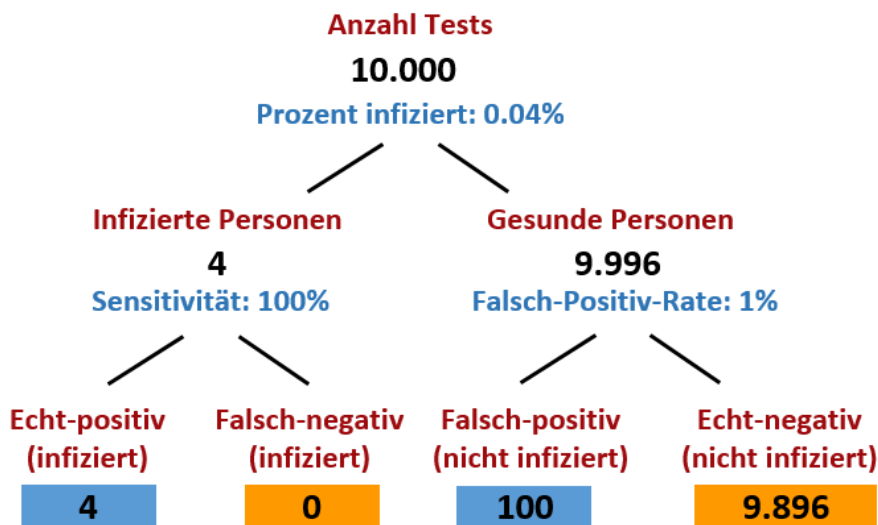 Anzahl Tests
10.000
Prozent infiziert: 0.04%
Infizierte Personen
4
Sensitivität: 100%
Gesunde Personen
9.996
Falsch-Positiv-Rate: 1%
Echt-positiv
(infiziert)
4
Falsch-negativ
(infiziert)
0
Falsch-positiv
(nicht infiziert)
100
Echt-negativ
(nicht infiziert)
9.896